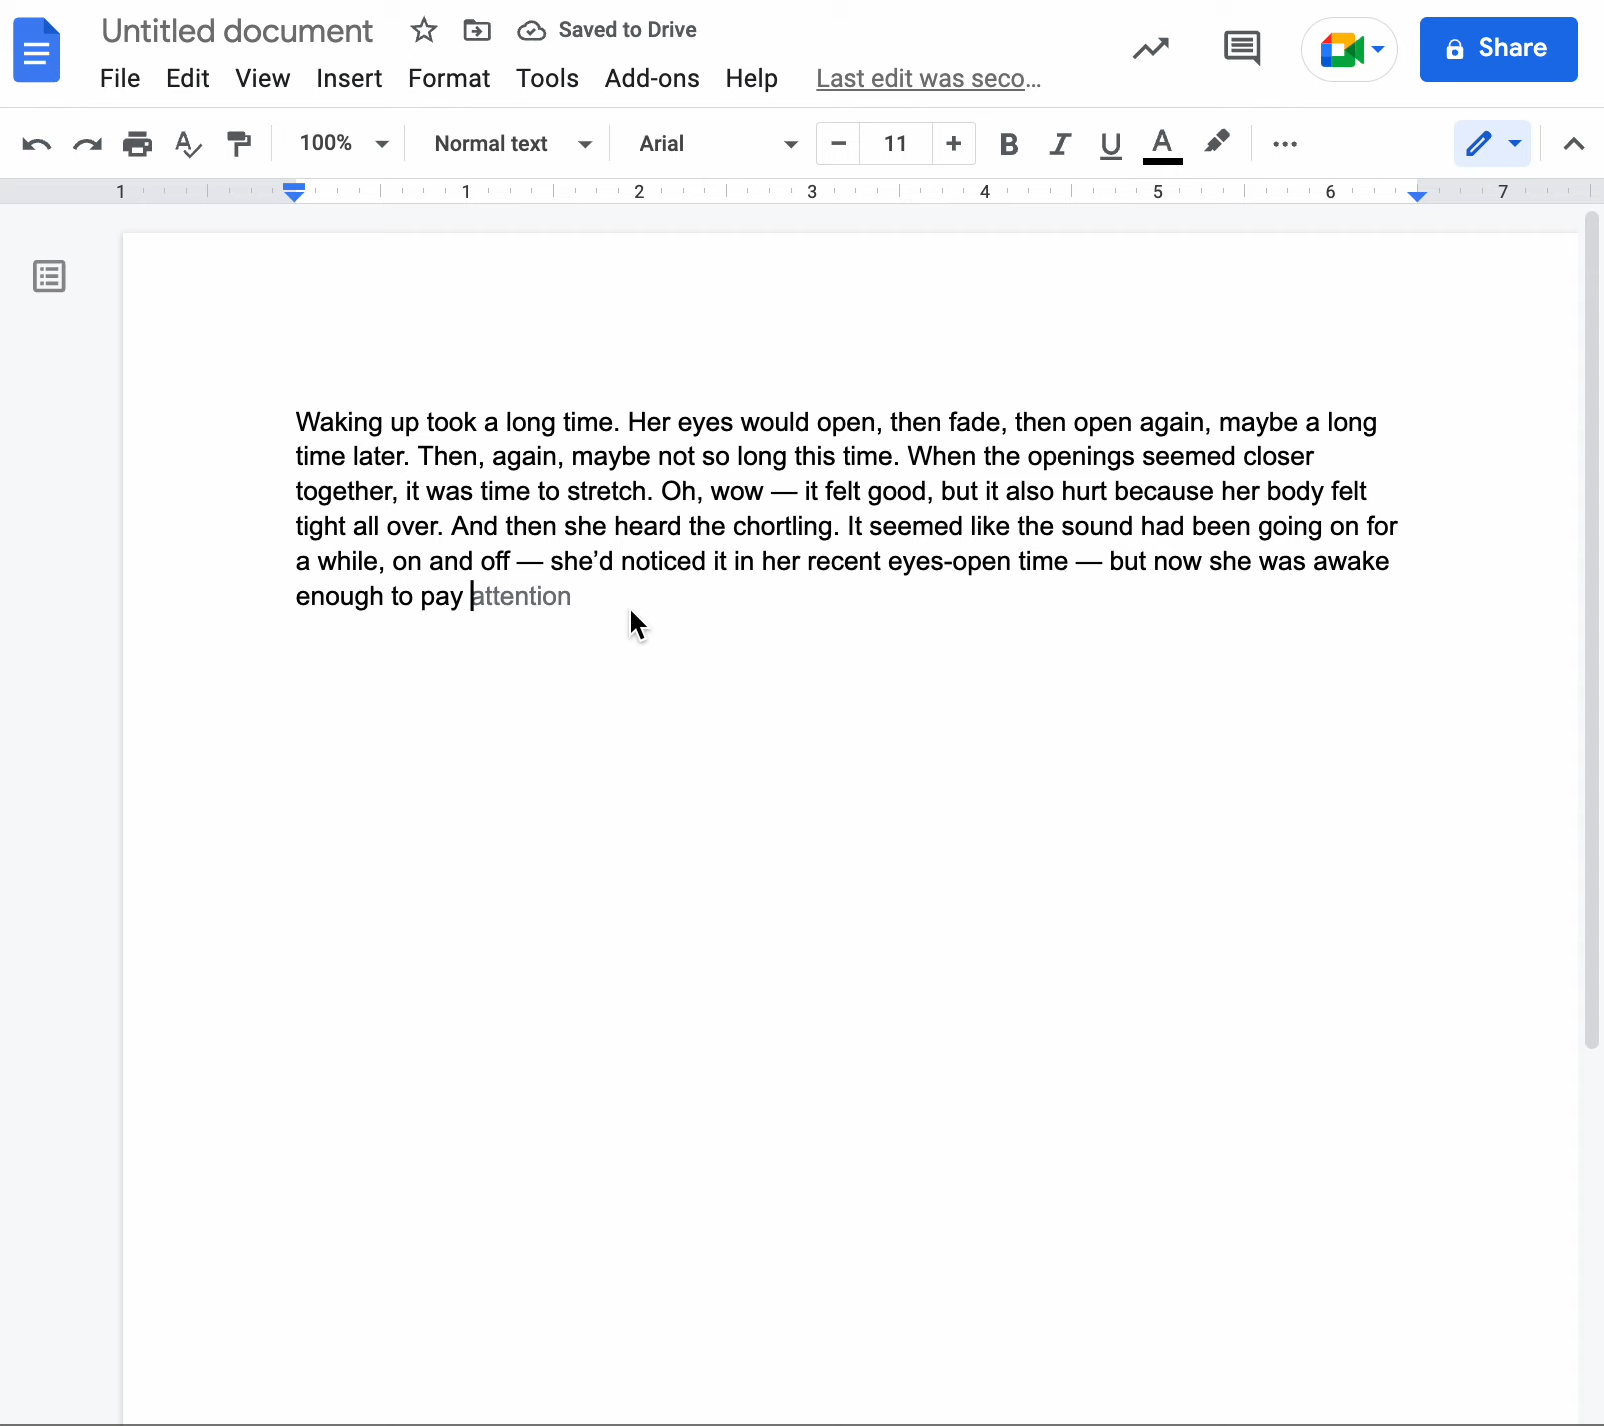 Untitled document Saved to Drive
File Edit View Insert Format Tools Add-ons Help Last edit was seco...
Share
100% Normal text Arial − 11 + B I U A
1 1 2 3 4 5 6 7
Waking up took a long time. Her eyes would open, then fade, then open again, maybe a long
time later. Then, again, maybe not so long this time. When the openings seemed closer
together, it was time to stretch. Oh, wow — it felt good, but it also hurt because her body felt
tight all over. And then she heard the chortling. It seemed like the sound had been going on for
a while, on and off — she’d noticed it in her recent eyes-open time — but now she was awake
enough to pay attention